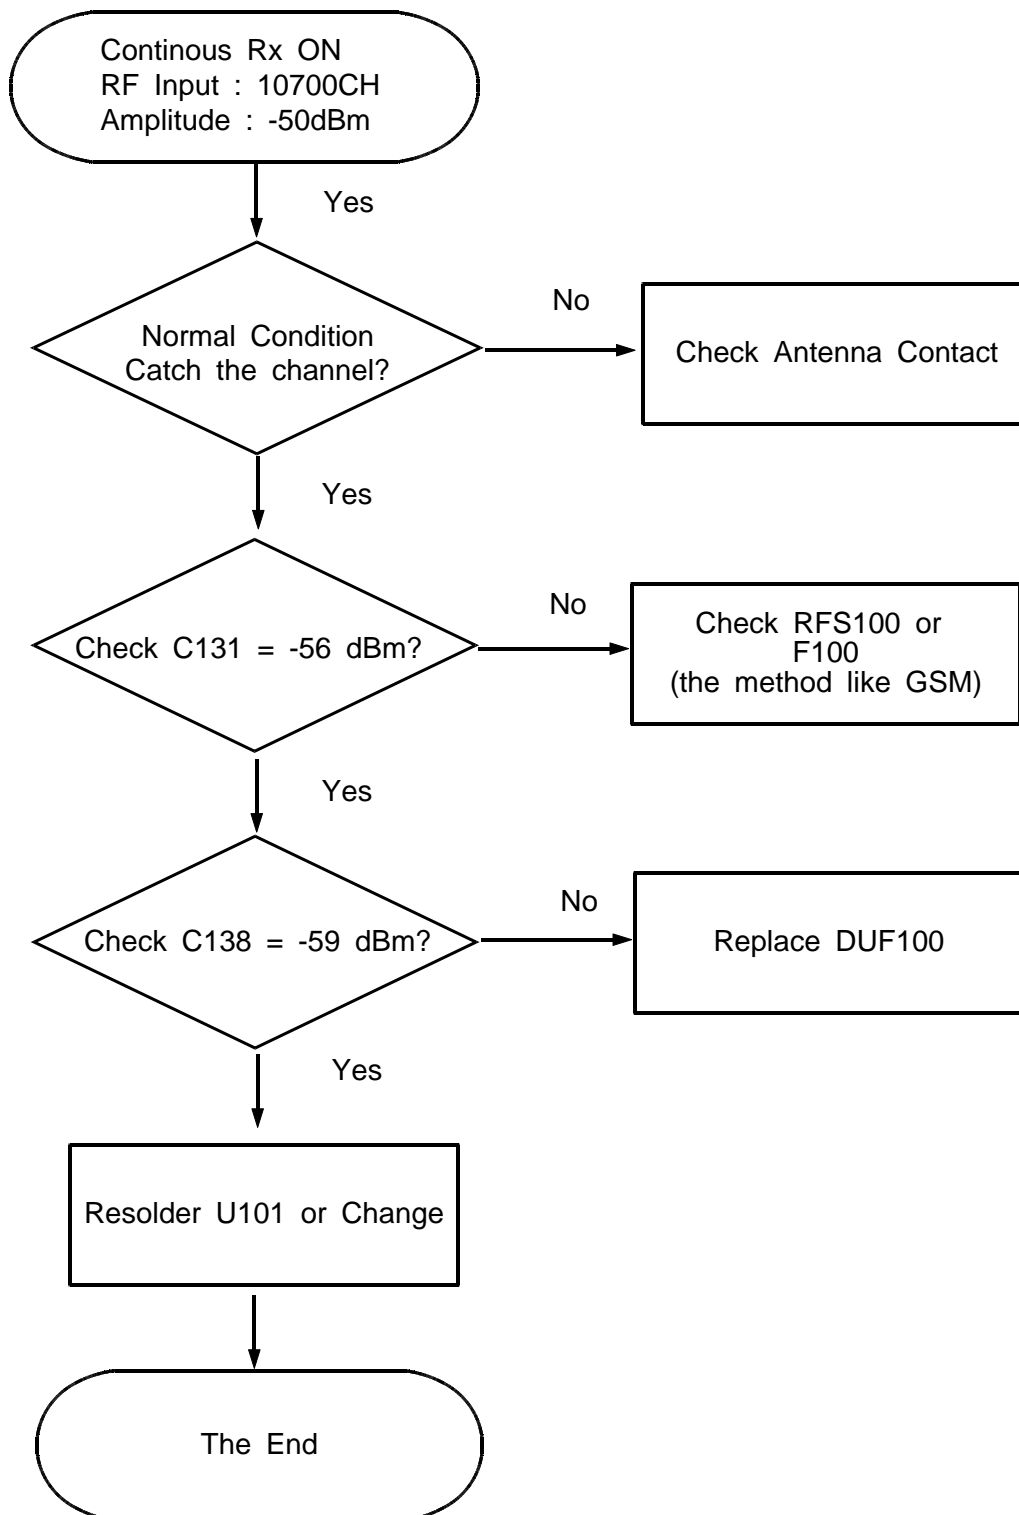 Continous Rx ON
RF Input : 10700CH
Amplitude : -50dBm
Yes
Normal Condition
Catch the channel?
No
Check Antenna Contact
Yes
Check C131 = -56 dBm?
No
Check RFS100 or
F100
(the method like GSM)
Yes
Check C138 = -59 dBm?
No
Replace DUF100
Yes
Resolder U101 or Change
The End